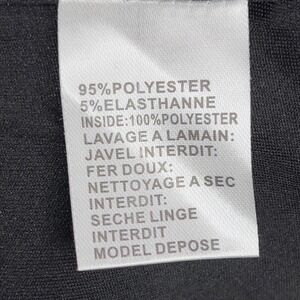 95%POLYESTER
5%ELASTHANNE
INSIDE:100%POLYESTER
LAVAGE A LAMAIN:
JAVEL INTERDIT:
FER DOUX:
NETTOYAGE A SEC
INTERDIT:
SECHE LINGE
INTERDIT
MODEL DEPOSE